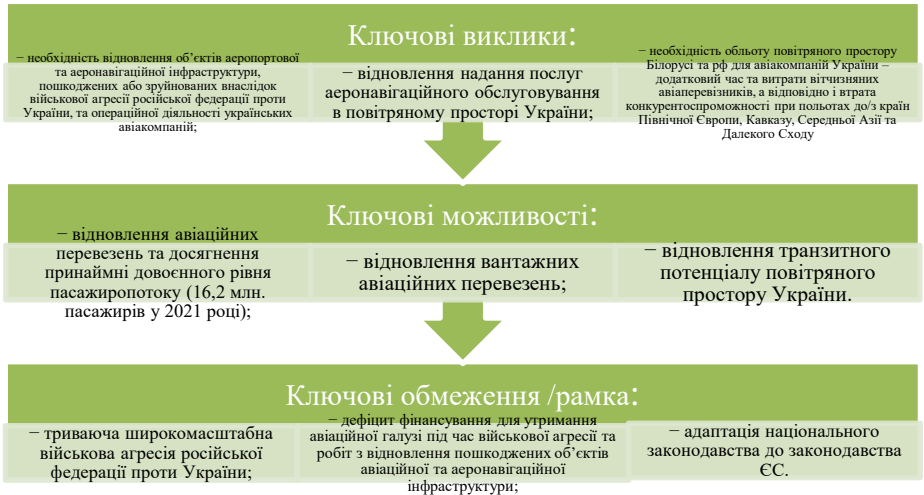 Ключові виклики:
− необхідність відновлення об’єктів аеропортової
та аеронавігаційної інфраструктури,
пошкоджених або зруйнованих внаслідок
військової агресії російської федерації проти
України, та операційної діяльності українських
авіакомпаній;
− відновлення надання послуг
аеронавігаційного обслуговування
в повітряному просторі України;
− необхідність обльоту повітряного простору
Білорусі та рф для авіакомпаній України –
додатковий час та витрати вітчизняних
авіаперевізників, а відповідно і втрата
конкурентоспроможності при польотах до/з країн
Північної Європи, Кавказу, Середньої Азії та
Далекого Сходу
Ключові можливості:
− відновлення авіаційних
перевезень та досягнення
принаймні довоєнного рівня
пасажиропотоку (16,2 млн.
пасажирів у 2021 році);
− відновлення вантажних
авіаційних перевезень;
− відновлення транзитного
потенціалу повітряного
простору України.
Ключові обмеження /рамка:
− триваюча широкомасштабна
військова агресія російської
федерації проти України;
− дефіцит фінансування для утримання
авіаційної галузі під час військової агресії та
робіт з відновлення пошкоджених об’єктів
авіаційної та аеронавігаційної
інфраструктури;
− адаптація національного
законодавства до законодавства
ЄС.